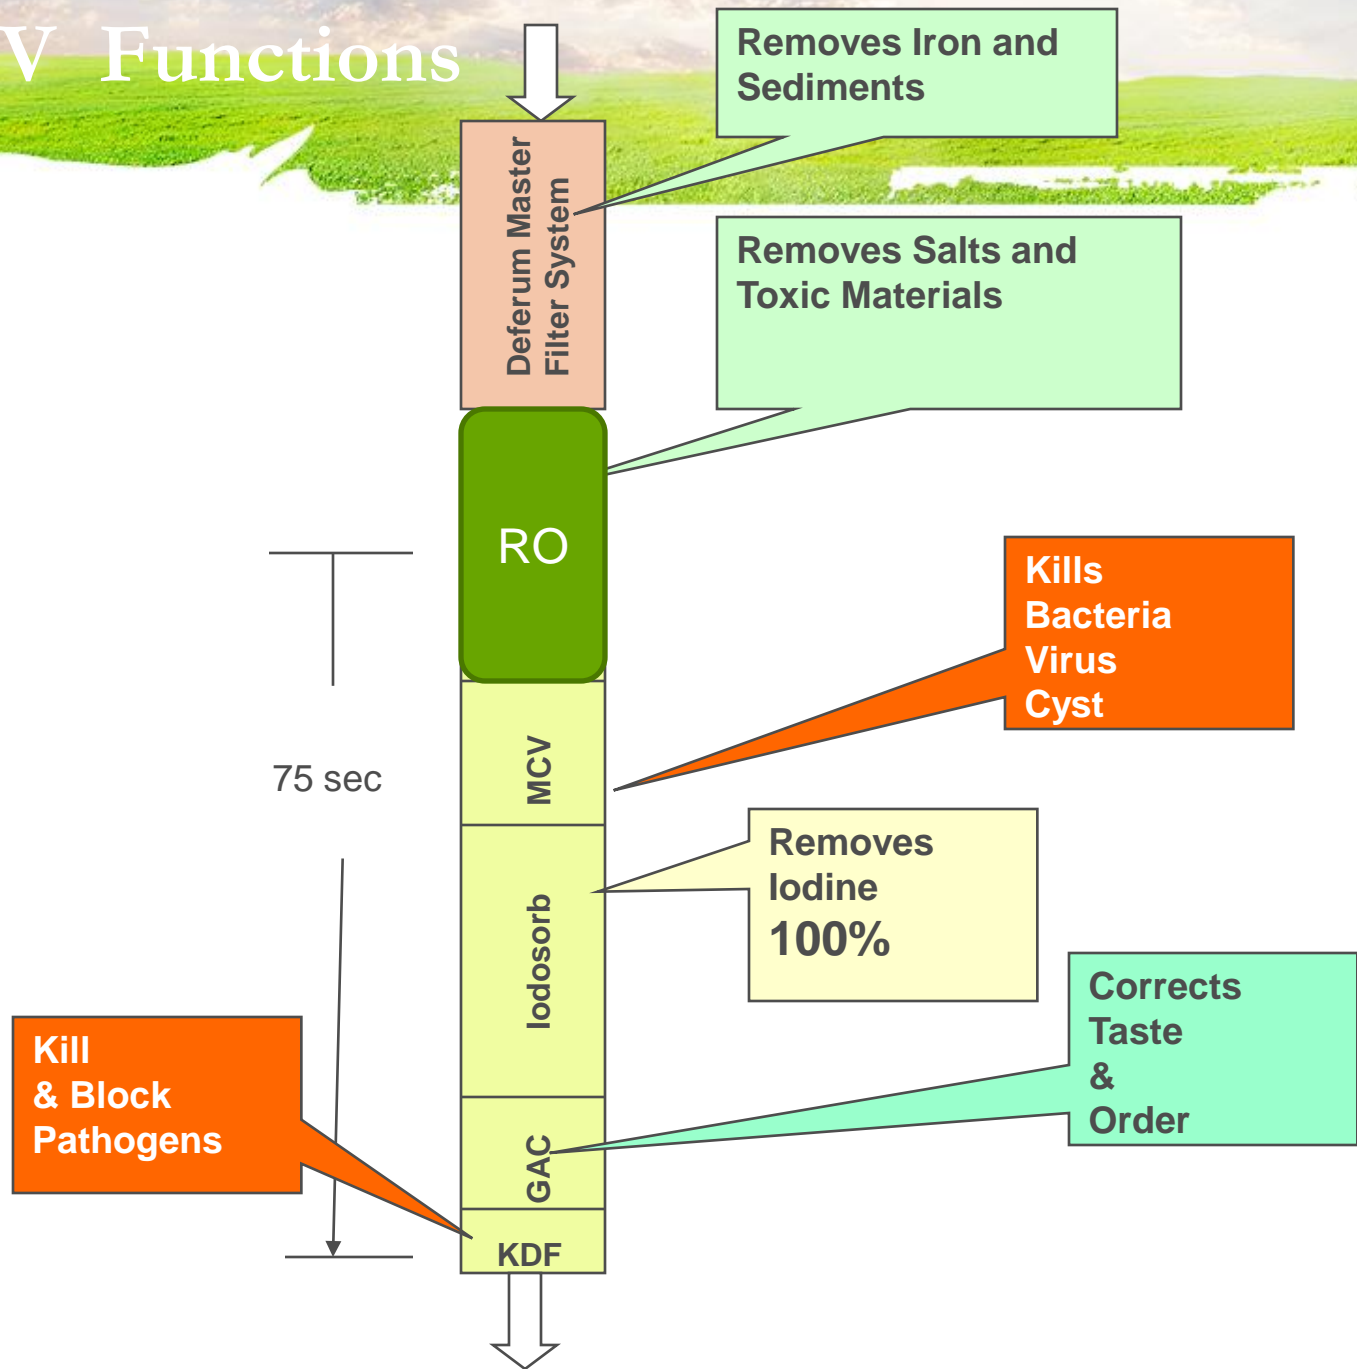 V Functions
Removes Iron and
Sediments
Deferum Master
Filter System
Removes Salts and
Toxic Materials
RO
Kills
Bacteria
Virus
Cyst
MCV
75 sec
Removes
Iodine
100%
Iodosorb
Corrects
Taste
&
Order
Kill
& Block
Pathogens
GAC
KDF